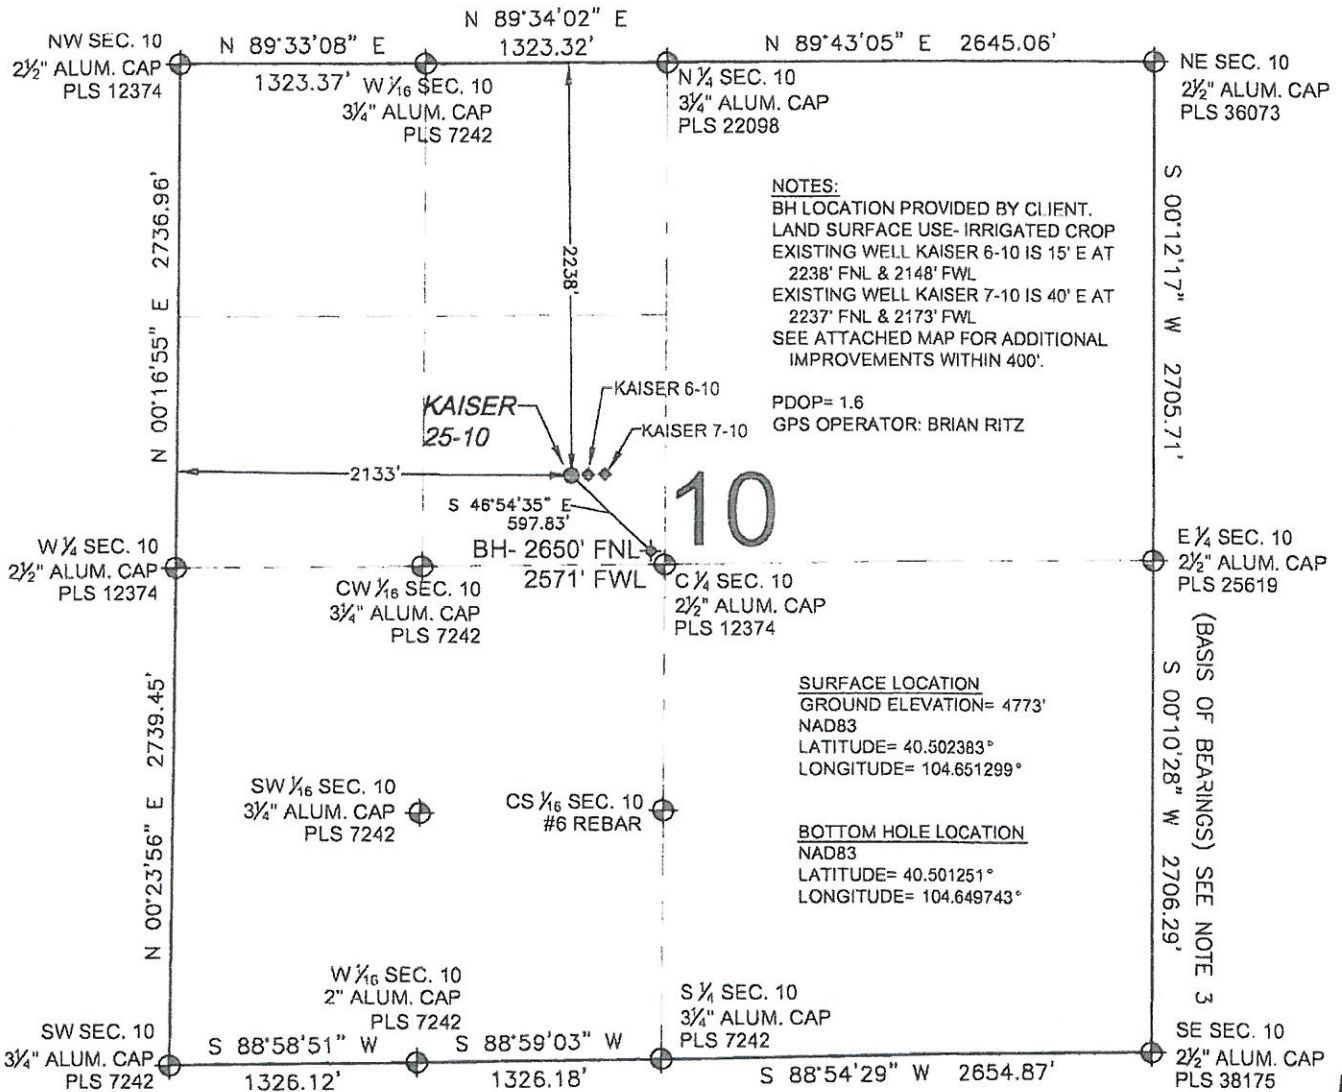 N 89°34'02" E
1323.32'
N 89°33'08" E
1323.37'
N 89°43'05" E 2645.06'
NW SEC. 10
2½" ALUM. CAP
PLS 12374
W 1/16 SEC. 10
3¼" ALUM. CAP
PLS 7242
N ¼ SEC. 10
3¼" ALUM. CAP
PLS 22098
NE SEC. 10
2½" ALUM. CAP
PLS 36073
N 00°16'55" E 2736.96'
2238'
NOTES:
BH LOCATION PROVIDED BY CLIENT.
LAND SURFACE USE- IRRIGATED CROP
EXISTING WELL KAISER 6-10 IS 15' E AT
2238' FNL & 2148' FWL
EXISTING WELL KAISER 7-10 IS 40' E AT
2237' FNL & 2173' FWL
SEE ATTACHED MAP FOR ADDITIONAL
IMPROVEMENTS WITHIN 400'.
PDOP= 1.6
GPS OPERATOR: BRIAN RITZ
S 00°12'17" W 2705.71'
KAISER
25-10
KAISER 6-10
KAISER 7-10
2133'
S 46°54'35" E
597.83'
10
BH- 2650' FNL
2571' FWL
W ¼ SEC. 10
2½" ALUM. CAP
PLS 12374
CW 1/16 SEC. 10
3¼" ALUM. CAP
PLS 7242
C ¼ SEC. 10
2½" ALUM. CAP
PLS 12374
E ¼ SEC. 10
2½" ALUM. CAP
PLS 25619
(BASIS OF BEARINGS) SEE NOTE 3
S 00°10'28" W 2706.29'
N 00°23'56" E 2739.45'
SURFACE LOCATION
GROUND ELEVATION= 4773'
NAD83
LATITUDE= 40.502383°
LONGITUDE= 104.651299°
SW 1/16 SEC. 10
3¼" ALUM. CAP
PLS 7242
CS 1/16 SEC. 10
#6 REBAR
BOTTOM HOLE LOCATION
NAD83
LATITUDE= 40.501251°
LONGITUDE= 104.649743°
W 1/16 SEC. 10
2" ALUM. CAP
PLS 7242
S ¼ SEC. 10
3¼" ALUM. CAP
PLS 7242
SW SEC. 10
3¼" ALUM. CAP
PLS 7242
S 88°58'51" W
1326.12'
S 88°59'03" W
1326.18'
S 88°54'29" W 2654.87'
SE SEC. 10
2½" ALUM. CAP
PLS 38175